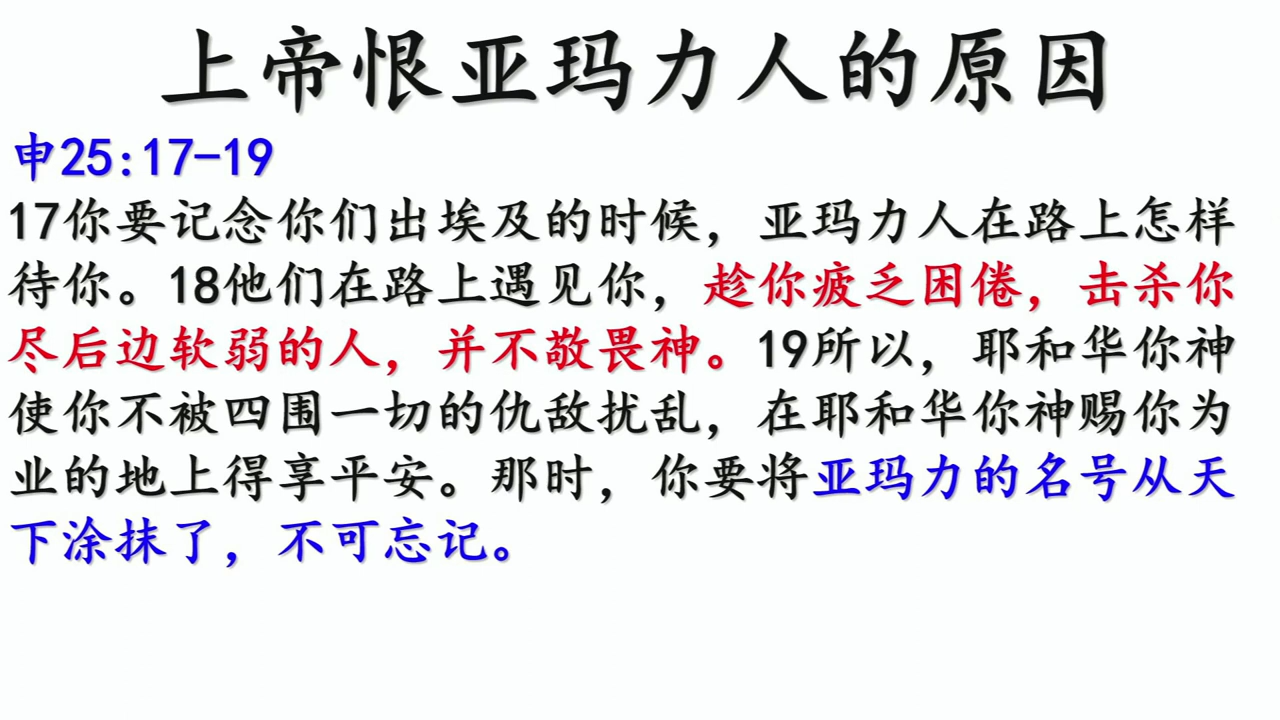 上帝恨亚玛力人的原因
申25:17-19
17你要记念你们出埃及的时候，亚玛力人在路上怎样
待你。18他们在路上遇见你，趁你疲乏困倦，击杀你
尽后边软弱的人，并不敬畏神。19所以，耶和华你神
使你不被四围一切的仇敌扰乱，在耶和华你神赐你为
业的地上得享平安。那时，你要将亚玛力的名号从天
下涂抹了，不可忘记。